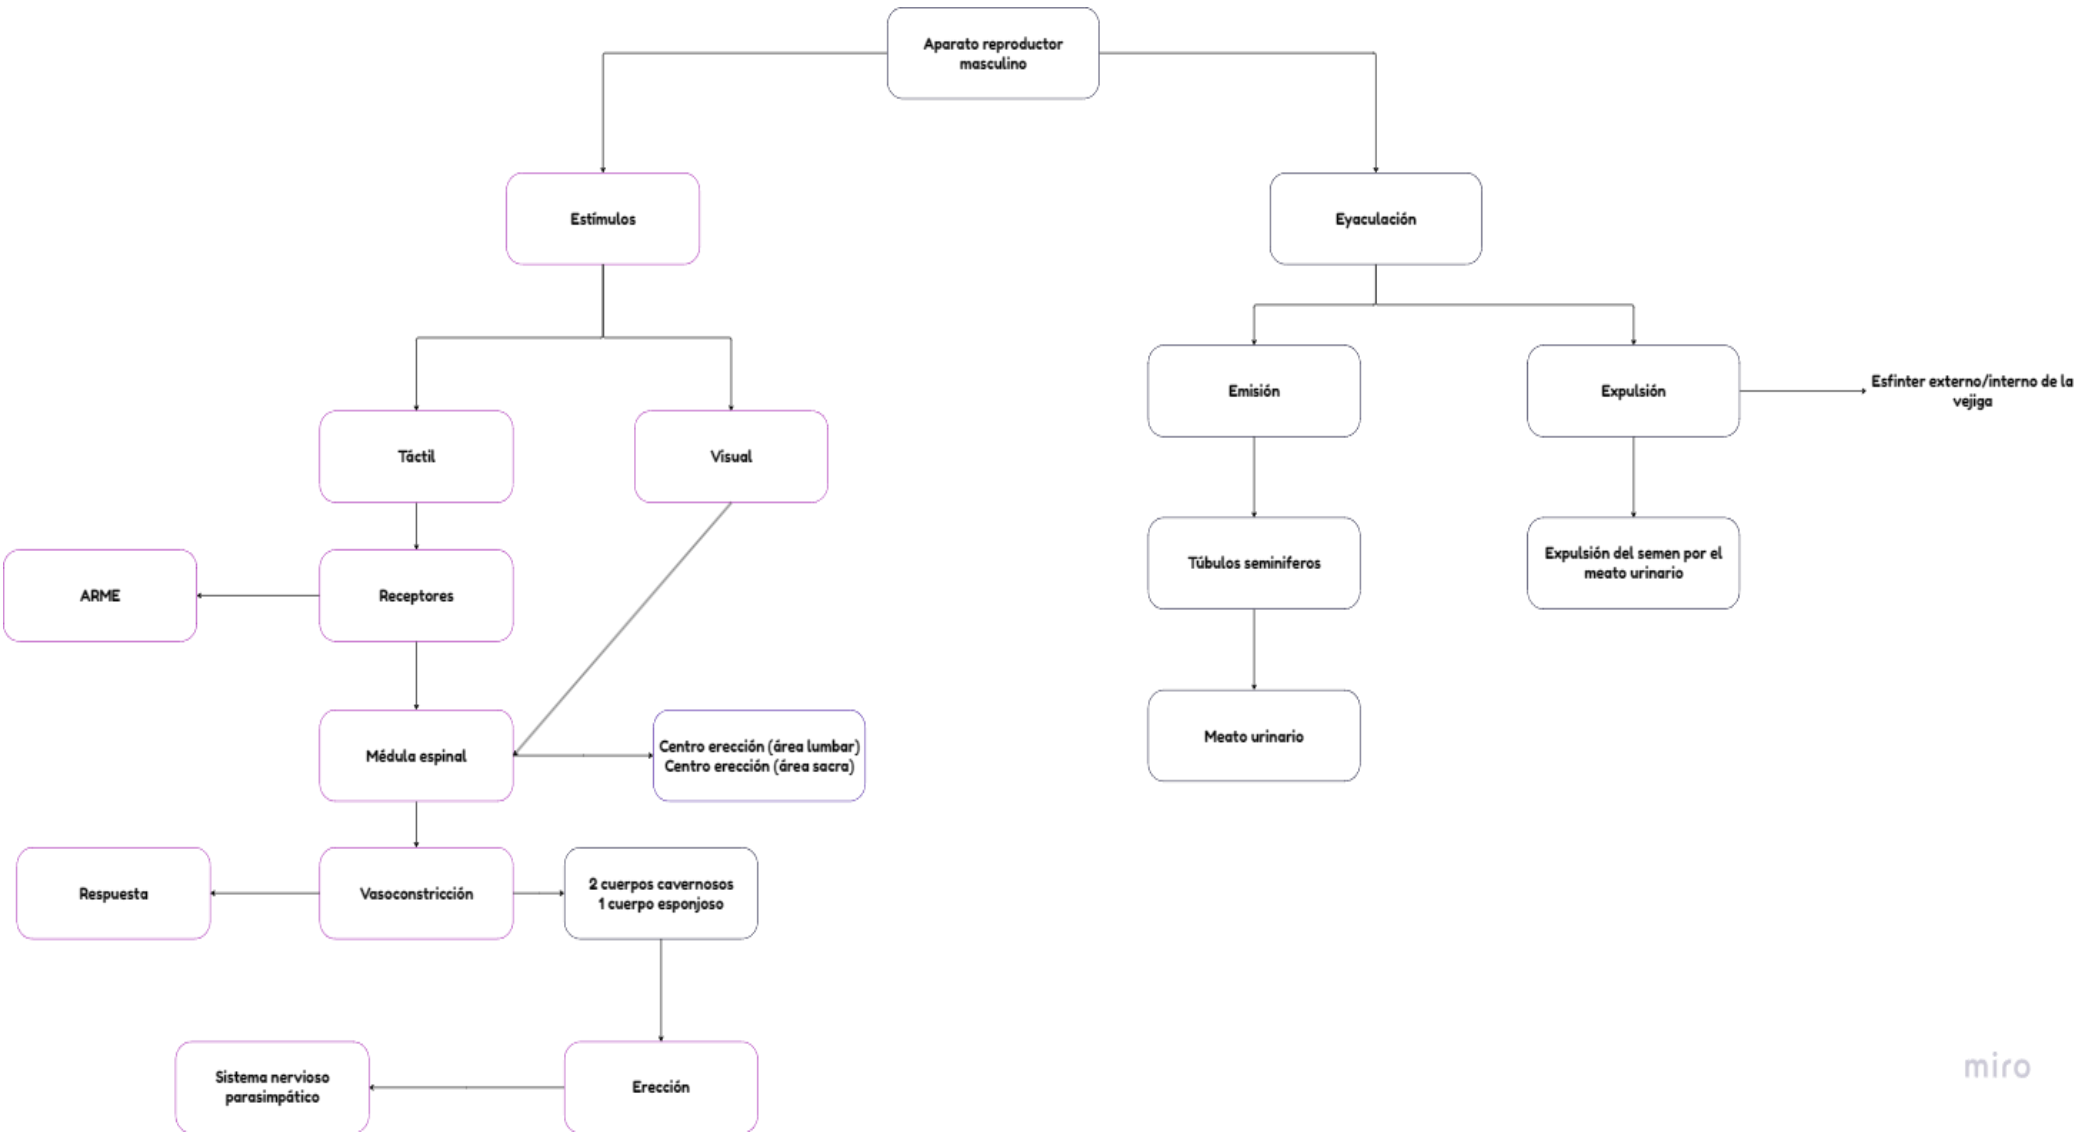 Aparato reproductor
masculino
Estímulos
Eyaculación
Emisión
Expulsión
Esfinter externo/interno de la
vejiga
Táctil
Visual
Túbulos seminiferos
Expulsión del semen por el
meato urinario
ARME
Receptores
Médula espinal
Centro erección (área lumbar)
Centro erección (área sacra)
Meato urinario
Respuesta
Vasoconstricción
2 cuerpos cavernosos
1 cuerpo esponjoso
Sistema nervioso
parasimpático
Erección
miro